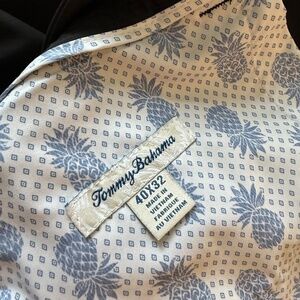 Tommy Bahama
40X32
MADE IN
VIETNAM
FABRIQUÉ
AU VIETNAM